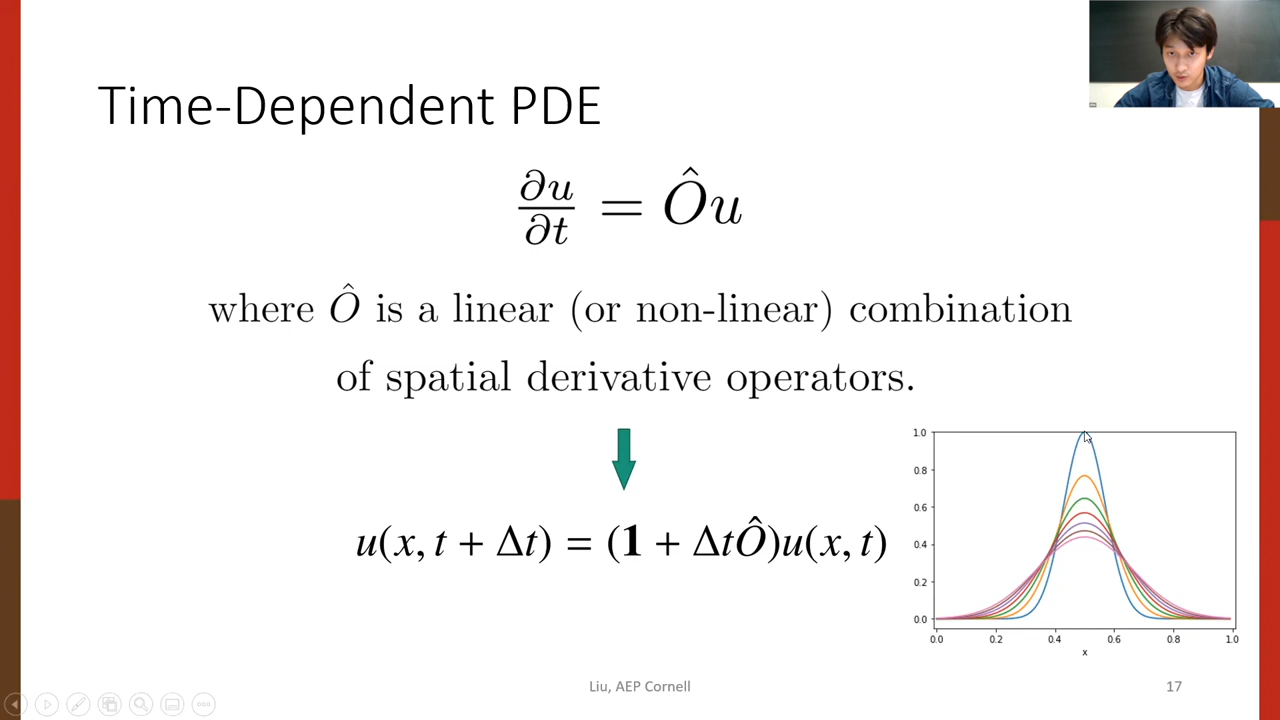 Time-Dependent PDE
∂u/∂t = Ôu
where Ô is a linear (or non-linear) combination
of spatial derivative operators.
u(x, t + Δt) = (1 + ΔtÔ)u(x, t)
1.0
0.8
0.6
0.4
0.2
0.0
0.0 0.2 0.4 0.6 0.8 1.0
x
Liu, AEP Cornell
17